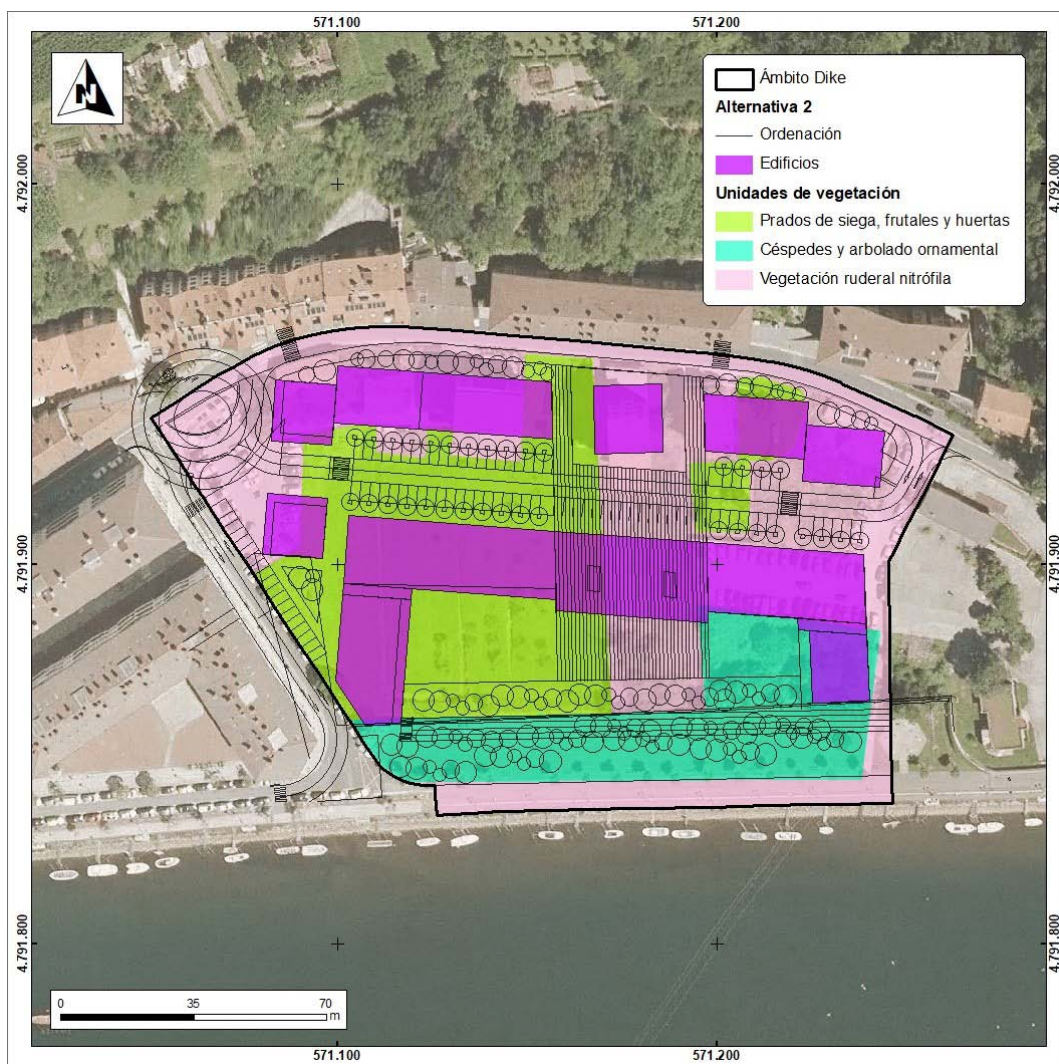 571.100
571.200
N
Ámbito Dike
Alternativa 2
Ordenación
Edificios
Unidades de vegetación
Prados de siega, frutales y huertas
Céspedes y arbolado ornamental
Vegetación ruderal nitrófila
4.792.000
4.792.000
4.791.900
4.791.900
4.791.800
4.791.800
0 35 70
m
571.100
571.200